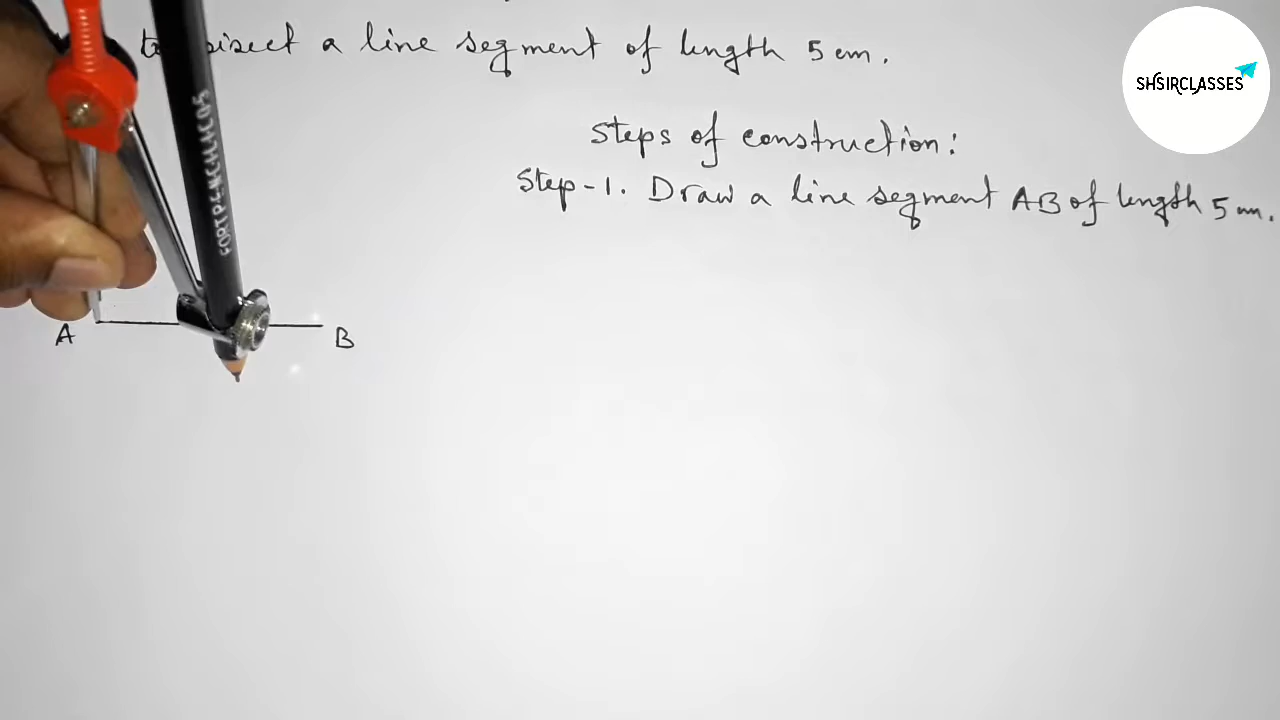 to bisect a line segment of length 5 cm.
SHSIRCLASSES
Steps of construction:
Step-1. Draw a line segment AB of length 5 cm.
A
B